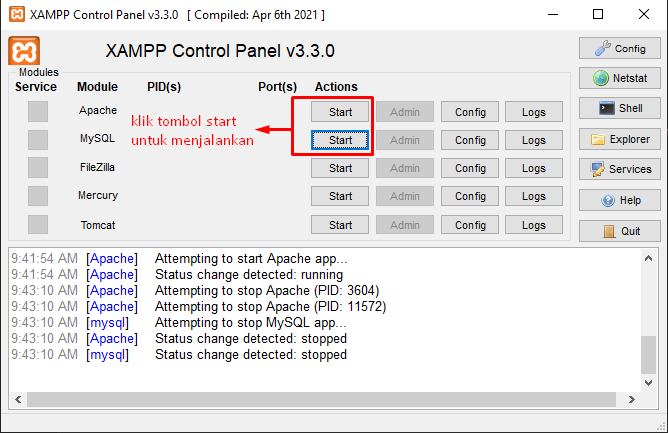 XAMPP Control Panel v3.3.0 [ Compiled: Apr 6th 2021 ]
XAMPP Control Panel v3.3.0
Modules
Service Module PID(s) Port(s) Actions
Apache Start Admin Config Logs
MySQL Start Admin Config Logs
FileZilla Start Admin Config Logs
Mercury Start Admin Config Logs
Tomcat Start Admin Config Logs
klik tombol start
untuk menjalankan
Config
Netstat
Shell
Explorer
Services
Help
Quit
9:41:54 AM [Apache] Attempting to start Apache app...
9:41:54 AM [Apache] Status change detected: running
9:43:10 AM [Apache] Attempting to stop Apache (PID: 3604)
9:43:10 AM [Apache] Attempting to stop Apache (PID: 11572)
9:43:10 AM [mysql] Attempting to stop MySQL app...
9:43:10 AM [Apache] Status change detected: stopped
9:43:10 AM [mysql] Status change detected: stopped